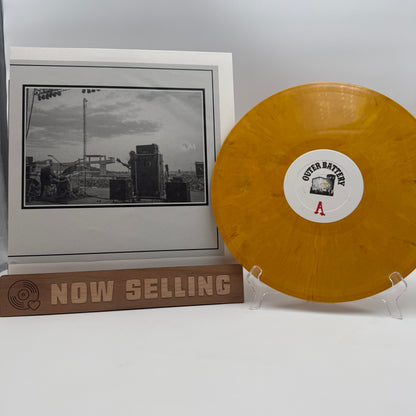 OUTER BATTERY
A
NOW SELLING